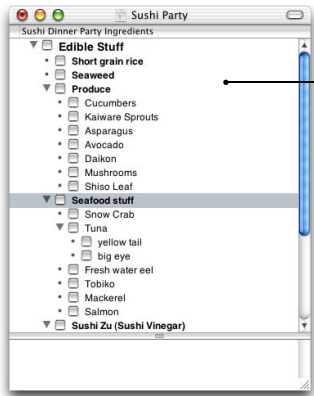 Sushi Party
Sushi Dinner Party Ingredients
Edible Stuff
Short grain rice
Seaweed
Produce
Cucumbers
Kaiware Sprouts
Asparagus
Avocado
Daikon
Mushrooms
Shiso Leaf
Seafood stuff
Snow Crab
Tuna
yellow tail
big eye
Fresh water eel
Tobiko
Mackerel
Salmon
Sushi Zu (Sushi Vinegar)